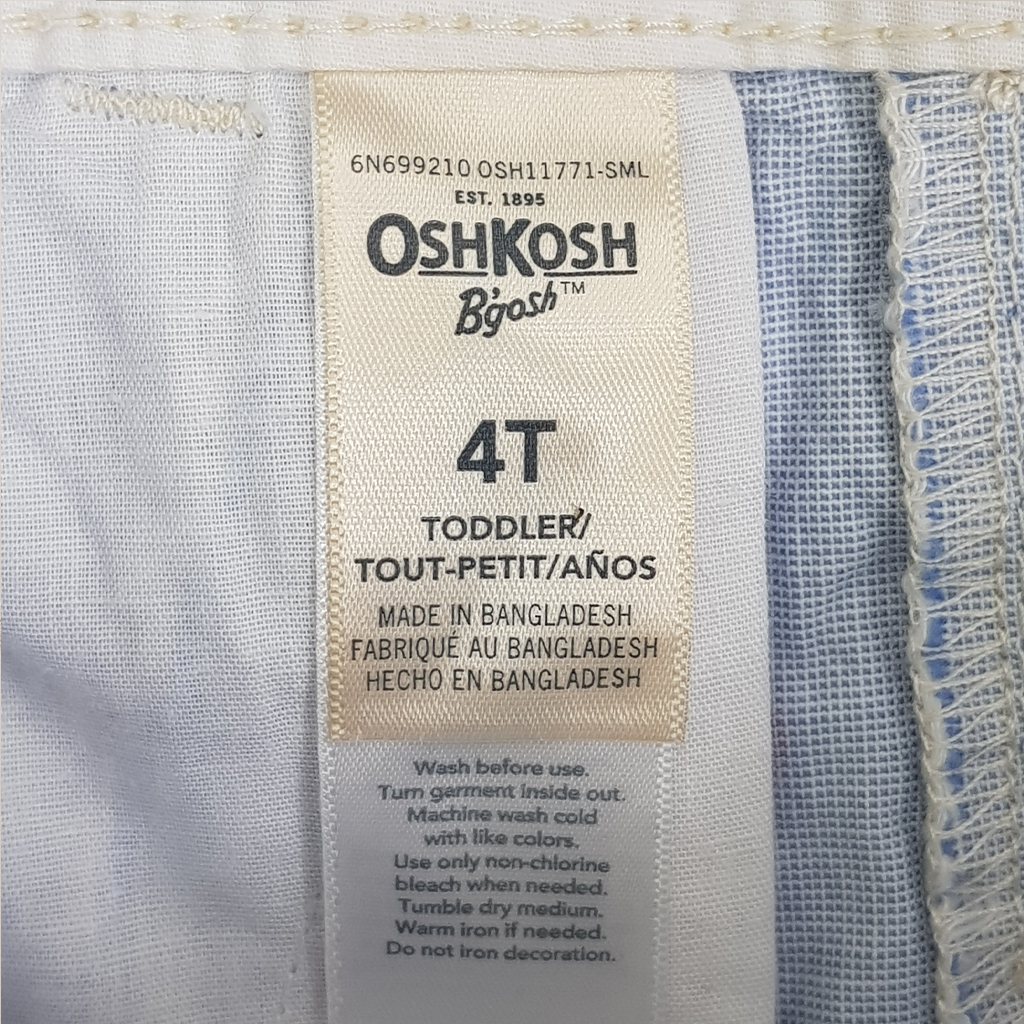 6N699210 OSH11771-SML
EST. 1895
OSHKOSH
B'gosh™
4T
TODDLER/
TOUT-PETIT/AÑOS
MADE IN BANGLADESH
FABRIQUÉ AU BANGLADESH
HECHO EN BANGLADESH
Wash before use.
Turn garment inside out.
Machine wash cold
with like colors.
Use only non-chlorine
bleach when needed.
Tumble dry medium.
Warm iron if needed.
Do not iron decoration.